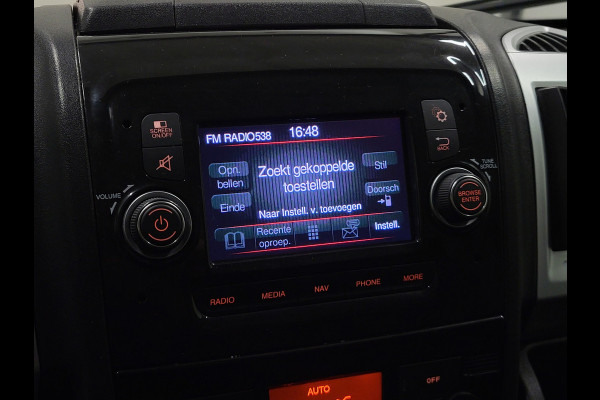 SCREEN ON/OFF
FM RADIO538 16:48
BACK
VOLUME
TUNE SCROLL
Opn. bellen
Zoekt gekoppelde
toestellen
Stil
Einde
Doorsch
BROWSE ENTER
Naar Instell. v. toevoegen
Recente oproep.
Instell.
RADIO MEDIA NAV PHONE MORE
AUTO
OFF